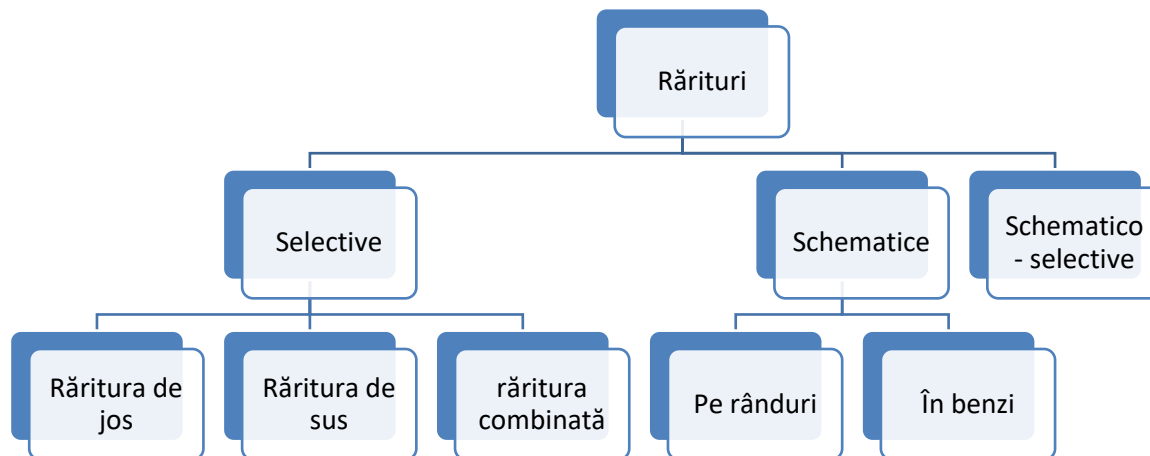 Rărituri
Selective
Schematice
Schematico
- selective
Răritura de
jos
Răritura de
sus
răritura
combinată
Pe rânduri
În benzi